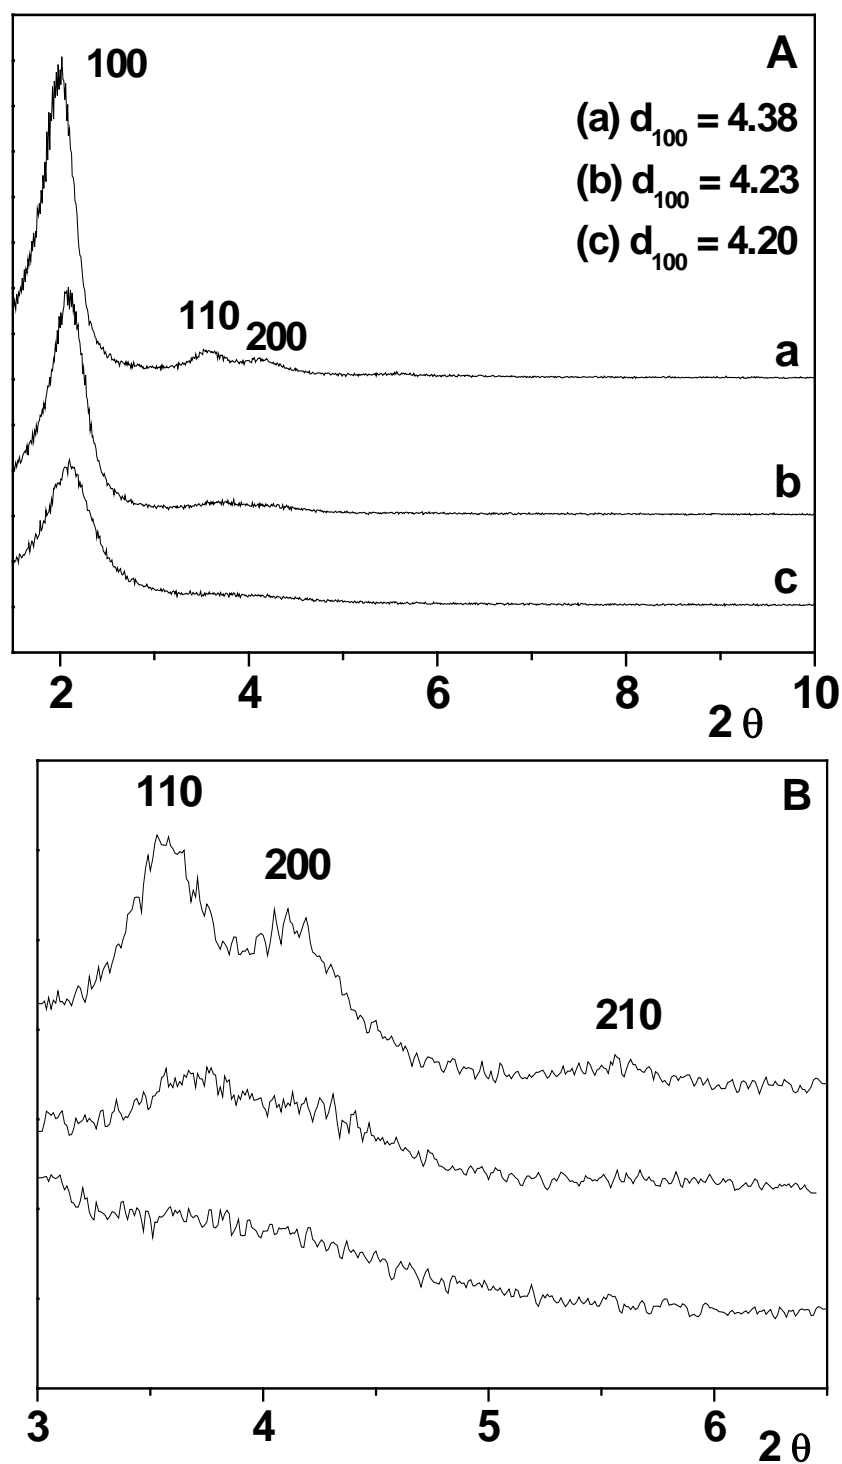 A
100
(a) d100 = 4.38
(b) d100 = 4.23
(c) d100 = 4.20
110
200
a
b
c
2 4 6 8 10
2 θ
B
110
200
210
3 4 5 6
2 θ